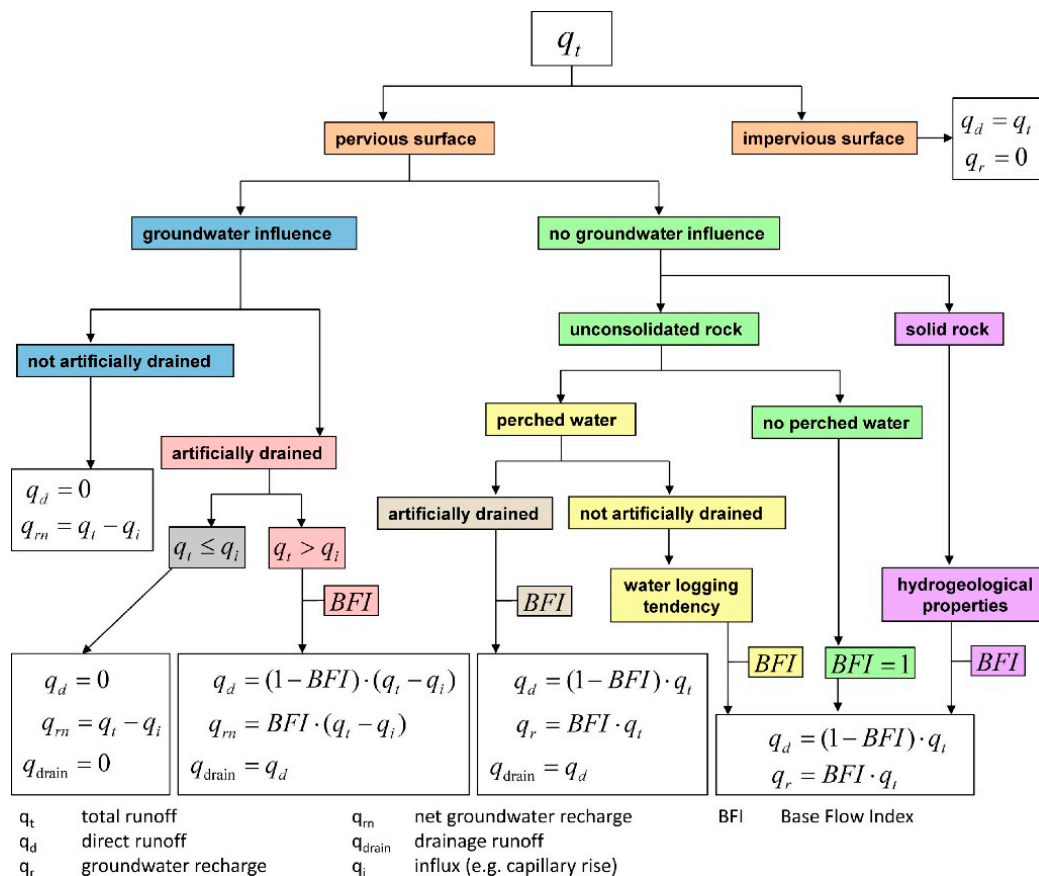 q_t
pervious surface
impervious surface
q_d = q_t
q_r = 0
groundwater influence
no groundwater influence
unconsolidated rock
solid rock
not artificially drained
perched water
no perched water
artificially drained
q_d = 0
q_rn = q_t − q_i
artificially drained
not artificially drained
q_t ≤ q_i
q_t > q_i
water logging
tendency
hydrogeological
properties
BFI
BFI
BFI
BFI = 1
BFI
q_d = 0
q_rn = q_t − q_i
q_drain = 0
q_d = (1 − BFI) · (q_t − q_i)
q_rn = BFI · (q_t − q_i)
q_drain = q_d
q_d = (1 − BFI) · q_t
q_r = BFI · q_t
q_drain = q_d
q_d = (1 − BFI) · q_t
q_r = BFI · q_t
q_t total runoff
q_d direct runoff
q_r groundwater recharge
q_rn net groundwater recharge
q_drain drainage runoff
q_i influx (e.g. capillary rise)
BFI Base Flow Index